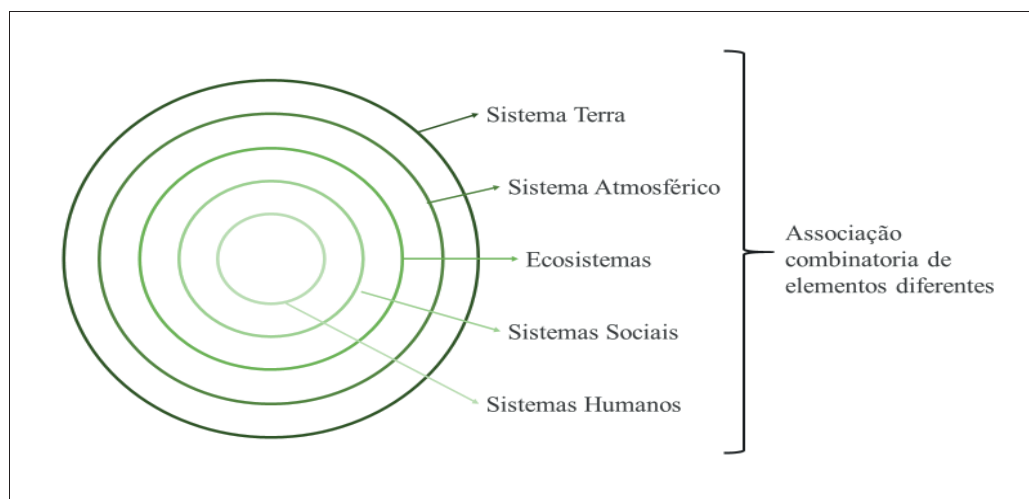 Sistema Terra
Sistema Atmosférico
Ecosistemas
Sistemas Sociais
Sistemas Humanos
Associação
combinatoria de
elementos diferentes